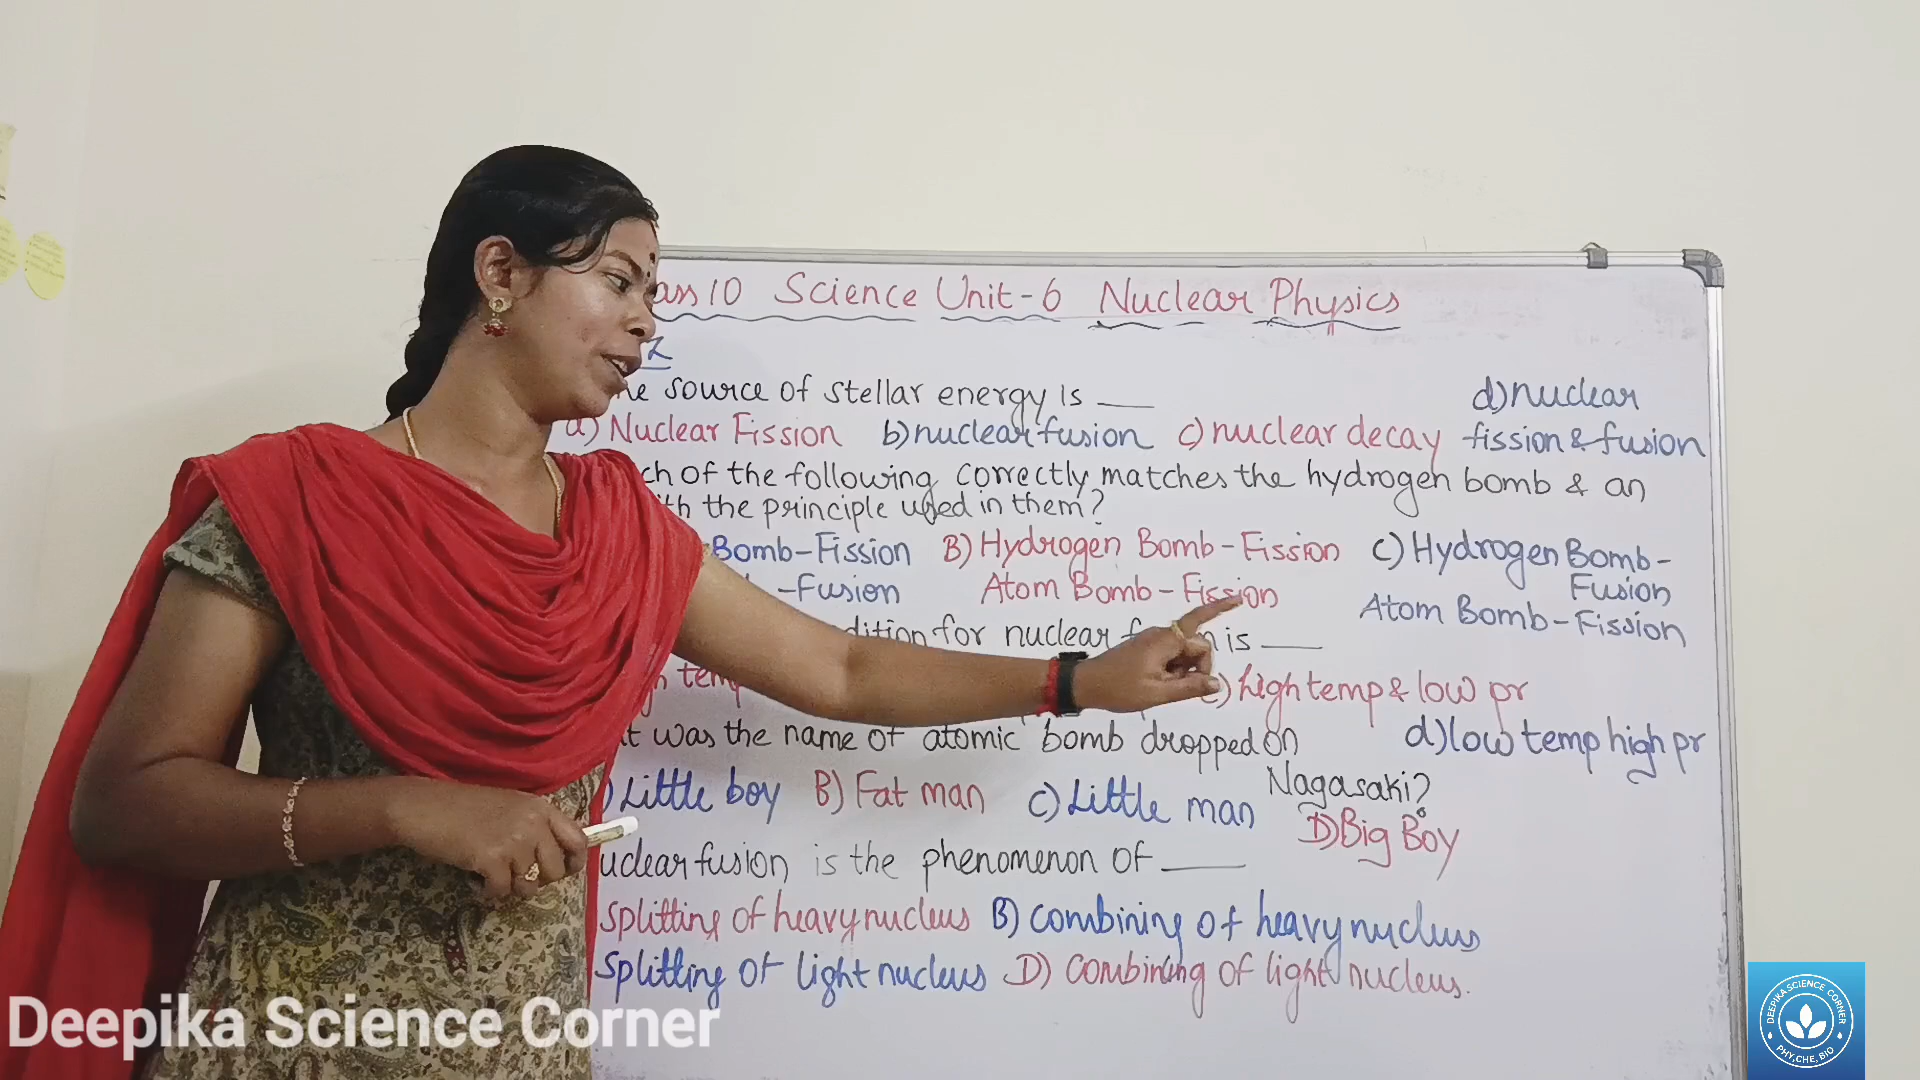 ass 10 Science Unit-6 Nuclear Physics
z
he source of stellar energy is ___
a) Nuclear Fission b) nuclear fusion c) nuclear decay d) nuclear fission & fusion
ch of the following correctly matches the hydrogen bomb & an
ith the principle used in them?
Bomb-Fission B) Hydrogen Bomb-Fission C) Hydrogen Bomb-
-Fusion Atom Bomb-Fission Fusion
Atom Bomb-Fission
dition for nuclear is ___
temp c) high temp & low pr
d) low temp high pr
t was the name of atomic bomb dropped on
Nagasaki?
) Little boy B) Fat man C) Little man D) Big Boy
uclear fusion is the phenomenon of ___
splitting of heavy nucleus B) combining of heavy nucleus
Splitting of light nucleus D) combining of light nucleus.
Deepika Science Corner
DEEPIKA SCIENCE CORNER
PHY, CHE, BIO